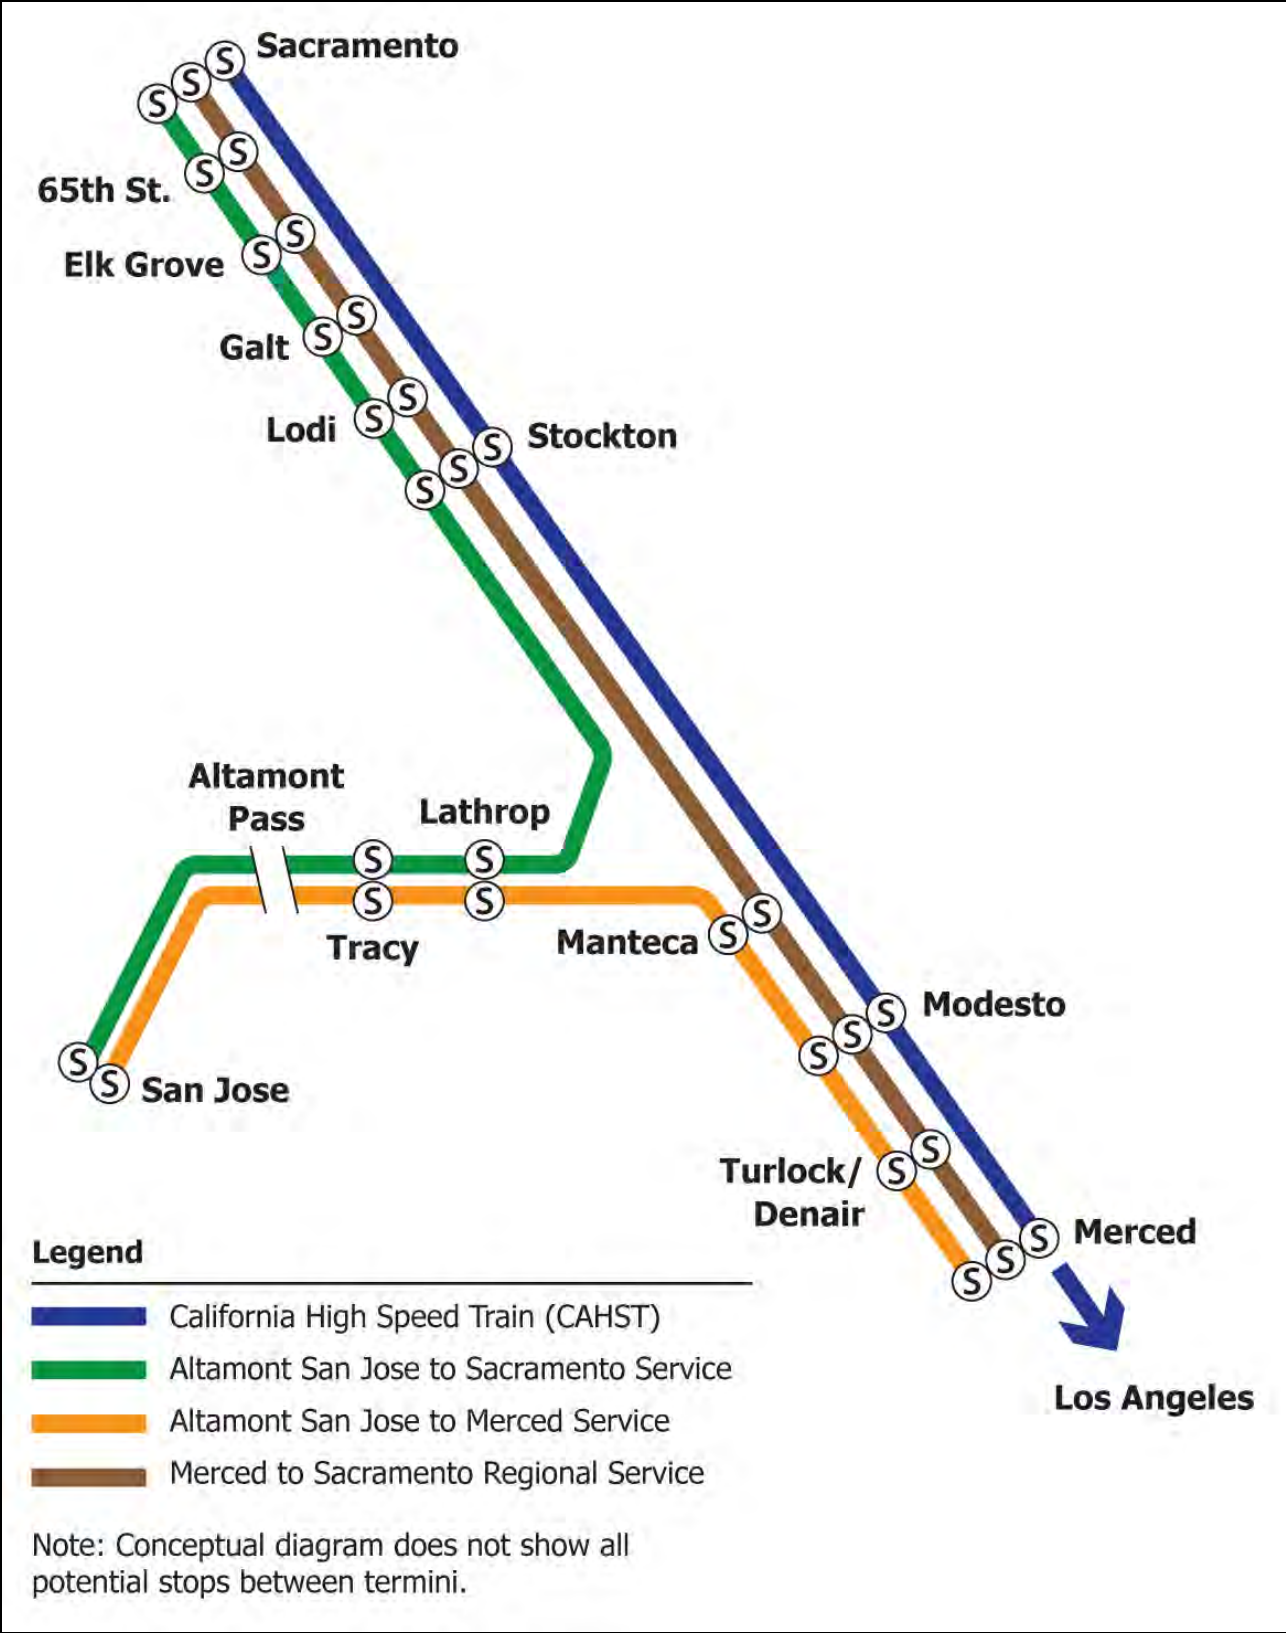 Sacramento
S S S
S S
65th St.
S S
Elk Grove
S S
Galt
S S
Lodi
Stockton
S S S
Altamont
Pass
Lathrop
S S
S S
Tracy
Manteca
S S
Modesto
S S S
S
S
San Jose
Turlock/
Denair
S S
Merced
S S S
Los Angeles
Legend
California High Speed Train (CAHST)
Altamont San Jose to Sacramento Service
Altamont San Jose to Merced Service
Merced to Sacramento Regional Service
Note: Conceptual diagram does not show all
potential stops between termini.